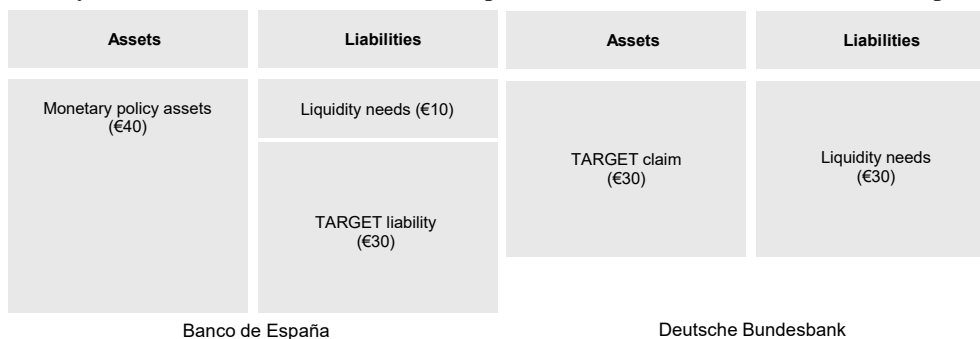 Assets Liabilities Assets Liabilities
Monetary policy assets
(€40)
Liquidity needs (€10)
TARGET liability
(€30)
TARGET claim
(€30)
Liquidity needs
(€30)
Banco de España Deutsche Bundesbank